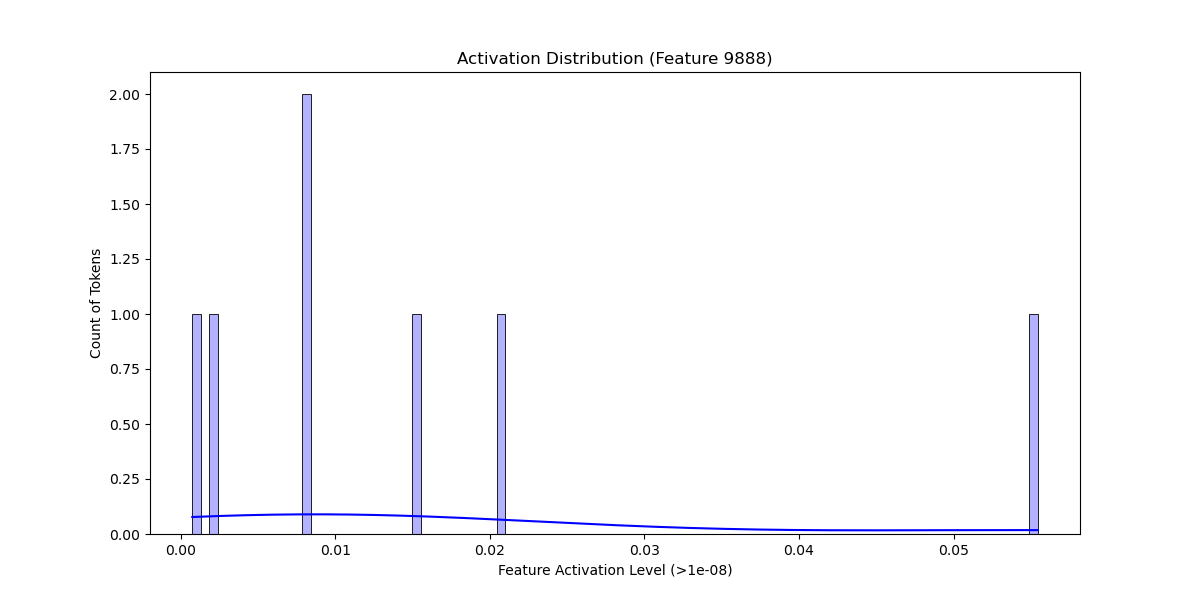 Activation Distribution (Feature 9888)
2.00
1.75
1.50
1.25
1.00
0.75
0.50
0.25
0.00
Count of Tokens
0.00 0.01 0.02 0.03 0.04 0.05
Feature Activation Level (>1e-08)